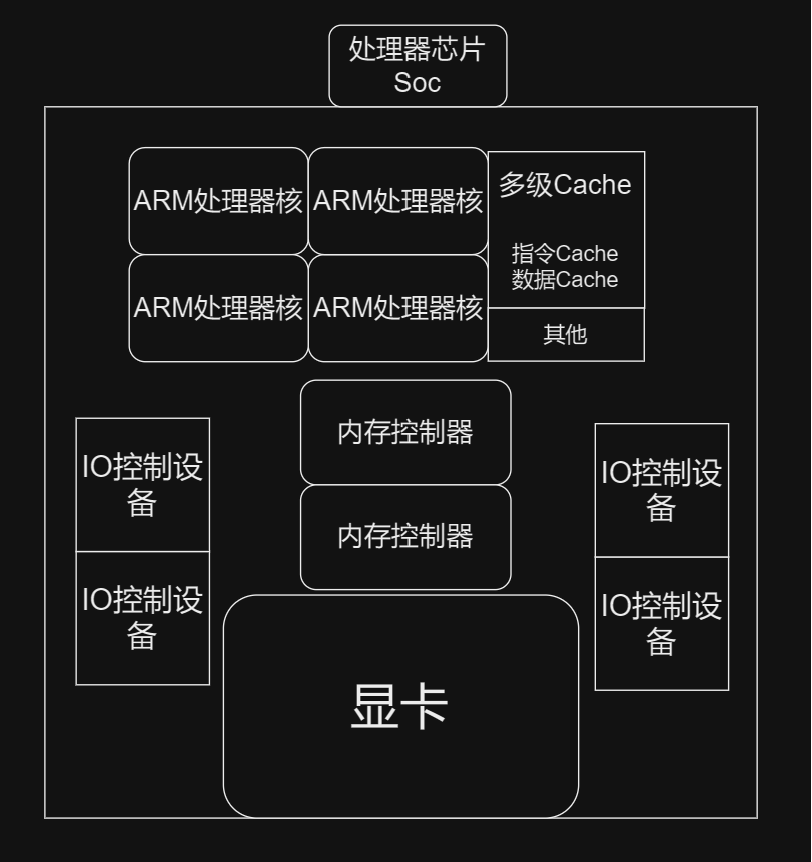 处理器芯片
Soc
ARM处理器核
ARM处理器核
多级Cache
指令Cache
数据Cache
ARM处理器核
ARM处理器核
其他
内存控制器
内存控制器
IO控制设
备
IO控制设
备
IO控制设
备
IO控制设
备
显卡